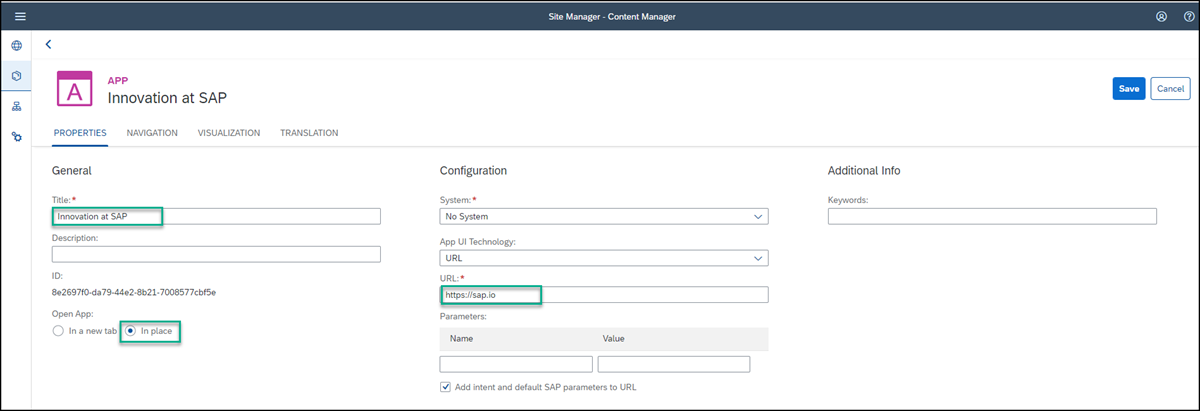 Site Manager - Content Manager
A
APP
Innovation at SAP
Save
Cancel
PROPERTIES
NAVIGATION
VISUALIZATION
TRANSLATION
General
Title:*
Innovation at SAP
Description:
ID:
8e2697f0-da79-44e2-8b21-7008577cbf5e
Open App:
In a new tab
In place
Configuration
System:*
No System
App UI Technology:
URL
URL:*
https://sap.io
Parameters:
Name
Value
Add intent and default SAP parameters to URL
Additional Info
Keywords: